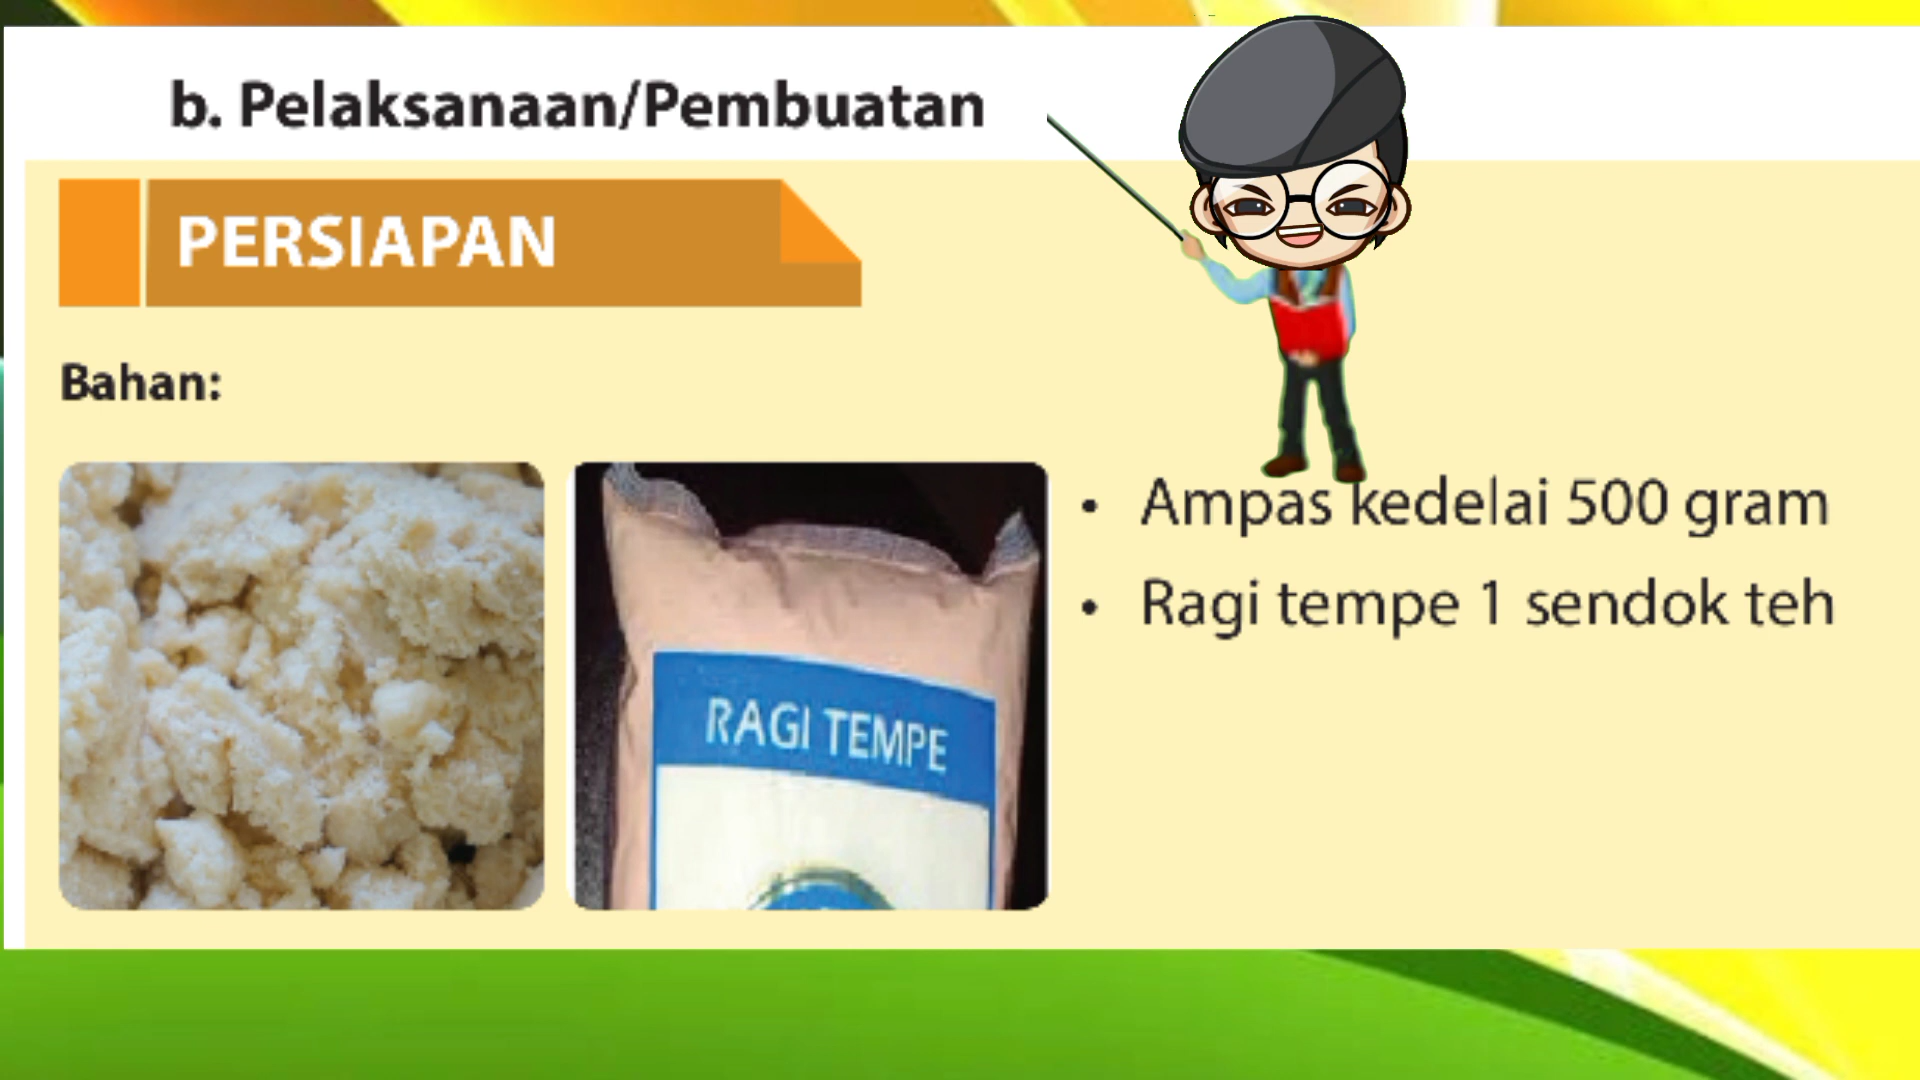 b. Pelaksanaan/Pembuatan
PERSIAPAN
Bahan:
• Ampas kedelai 500 gram
• Ragi tempe 1 sendok teh
RAGI TEMPE